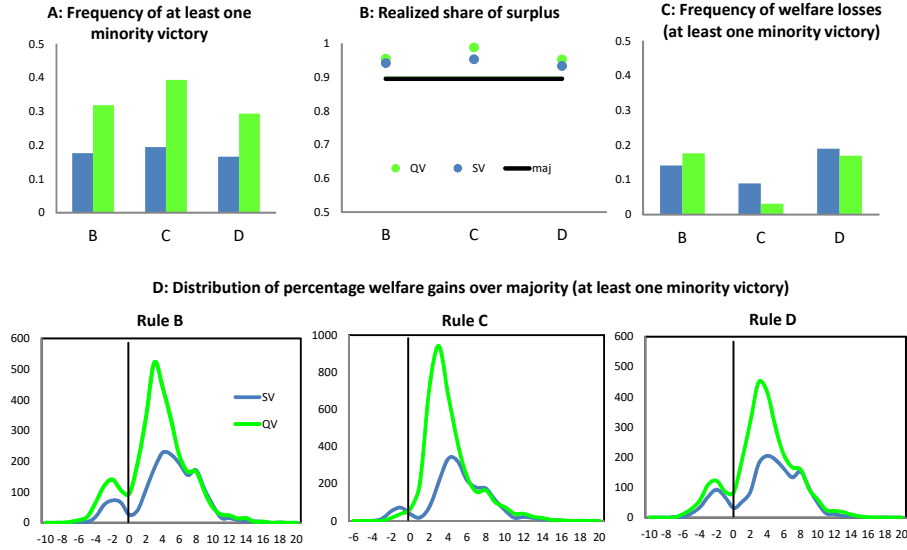 A: Frequency of at least one
minority victory
0.5
0.4
0.3
0.2
0.1
0
B C D
B: Realized share of surplus
1
0.9
0.8
0.7
0.6
0.5
QV SV maj
B C D
C: Frequency of welfare losses
(at least one minority victory)
0.5
0.4
0.3
0.2
0.1
0
B C D
D: Distribution of percentage welfare gains over majority (at least one minority victory)
Rule B
600
500
400
300
200
100
0
SV
QV
-10 -8 -6 -4 -2 0 2 4 6 8 10 12 14 16 18 20
Rule C
1000
800
600
400
200
0
-6 -4 -2 0 2 4 6 8 10 12 14 16 18 20
Rule D
600
500
400
300
200
100
0
-10 -8 -6 -4 -2 0 2 4 6 8 10 12 14 16 18 20